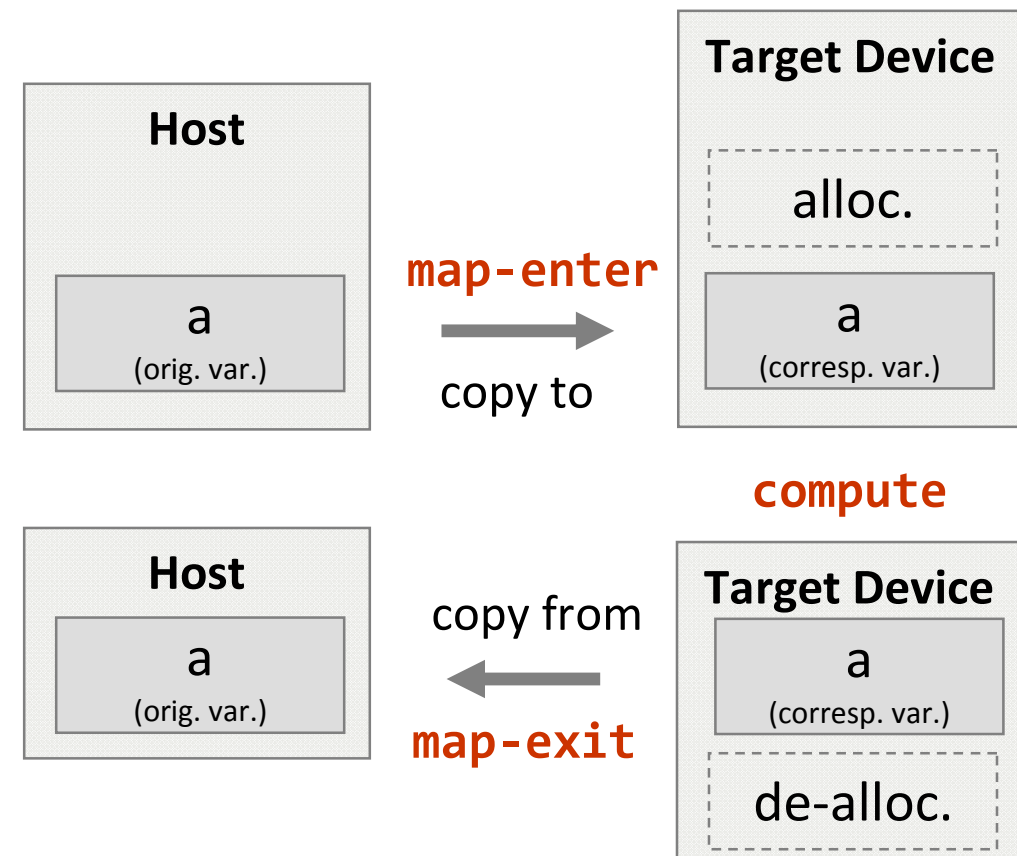 Host
a
(orig. var.)
map-enter
copy to
Target Device
alloc.
a
(corresp. var.)
compute
Host
a
(orig. var.)
copy from
map-exit
Target Device
a
(corresp. var.)
de-alloc.